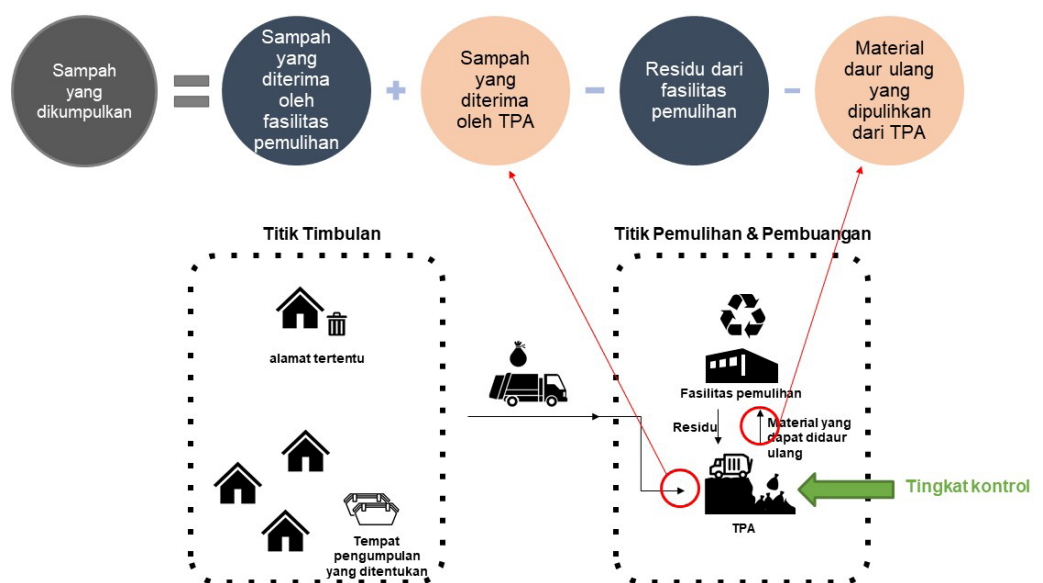 Sampah
yang
dikumpulkan
=
Sampah
yang
diterima
oleh
fasilitas
pemulihan
+
Sampah
yang
diterima
oleh TPA
-
Residu dari
fasilitas
pemulihan
-
Material
daur ulang
yang
dipulihkan
dari TPA
Titik Timbulan
alamat tertentu
Tempat
pengumpulan
yang ditentukan
Titik Pemulihan & Pembuangan
Fasilitas pemulihan
Residu
Material yang
dapat didaur
ulang
TPA
Tingkat kontrol